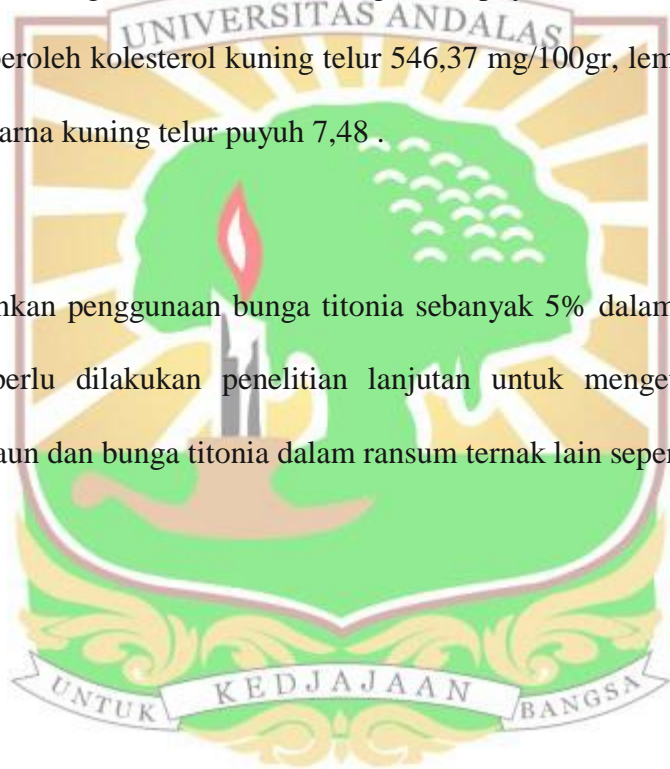 UNIVERSITAS ANDALAS
eroleh kolesterol kuning telur 546,37 mg/100gr, lem
arna kuning telur puyuh 7,48 .
nkan penggunaan bunga titonia sebanyak 5% dalam
perlu dilakukan penelitian lanjutan untuk menge
aun dan bunga titonia dalam ransum ternak lain seper
UNTUK KEDJAJAAN BANGSA